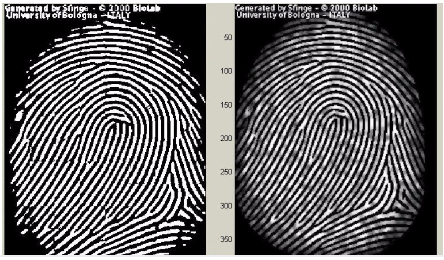 Generated by Sfinge - © 2000 BioLab
University of Bologna - ITALY
Generated by Sfinge - © 2000 BioLab
University of Bologna - ITALY
50
100
150
200
250
300
350